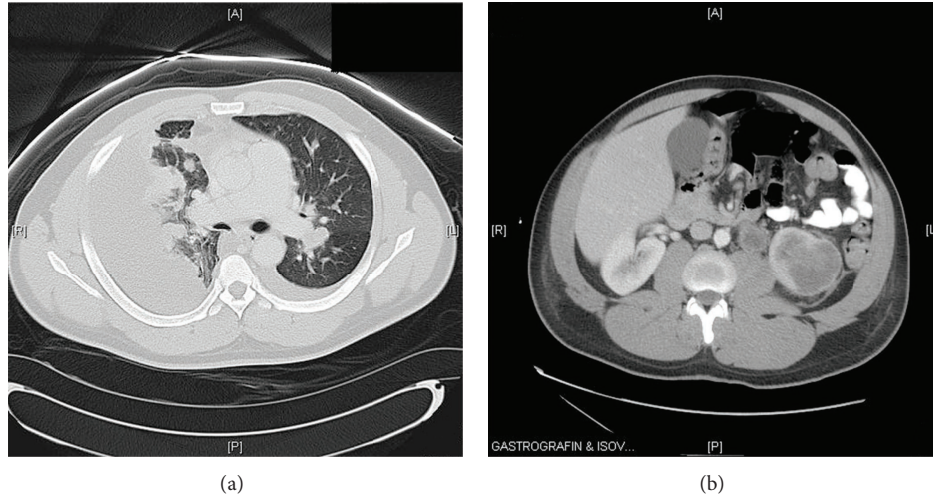 [A]
[R]
[L]
[P]
(a)
[A]
[R]
[L
GASTROGRAFIN & ISOV...
[P]
(b)